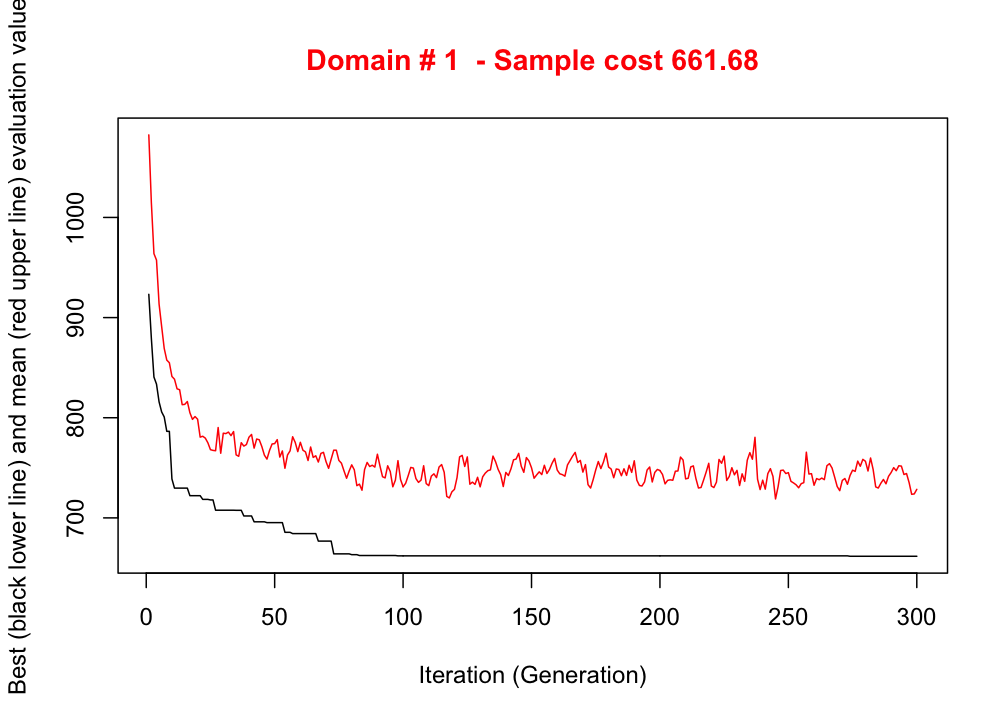 Domain # 1 - Sample cost 661.68
Best (black lower line) and mean (red upper line) evaluation value
1000
900
800
700
0 50 100 150 200 250 300
Iteration (Generation)